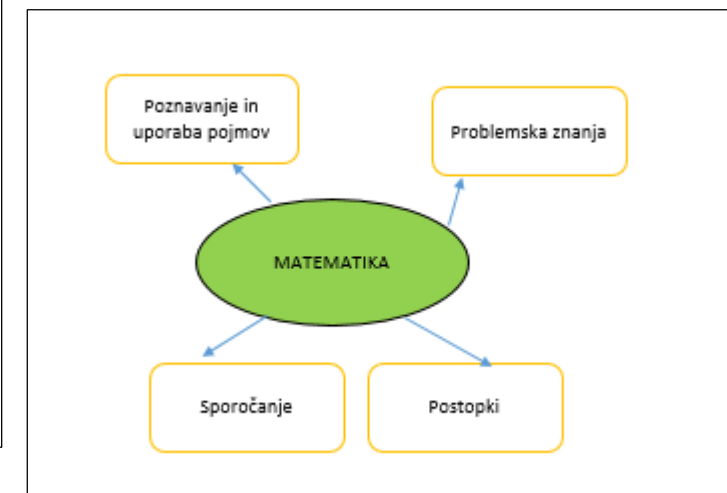 Poznavanje in
uporaba pojmov
Problemska znanja
MATEMATIKA
Sporočanje
Postopki